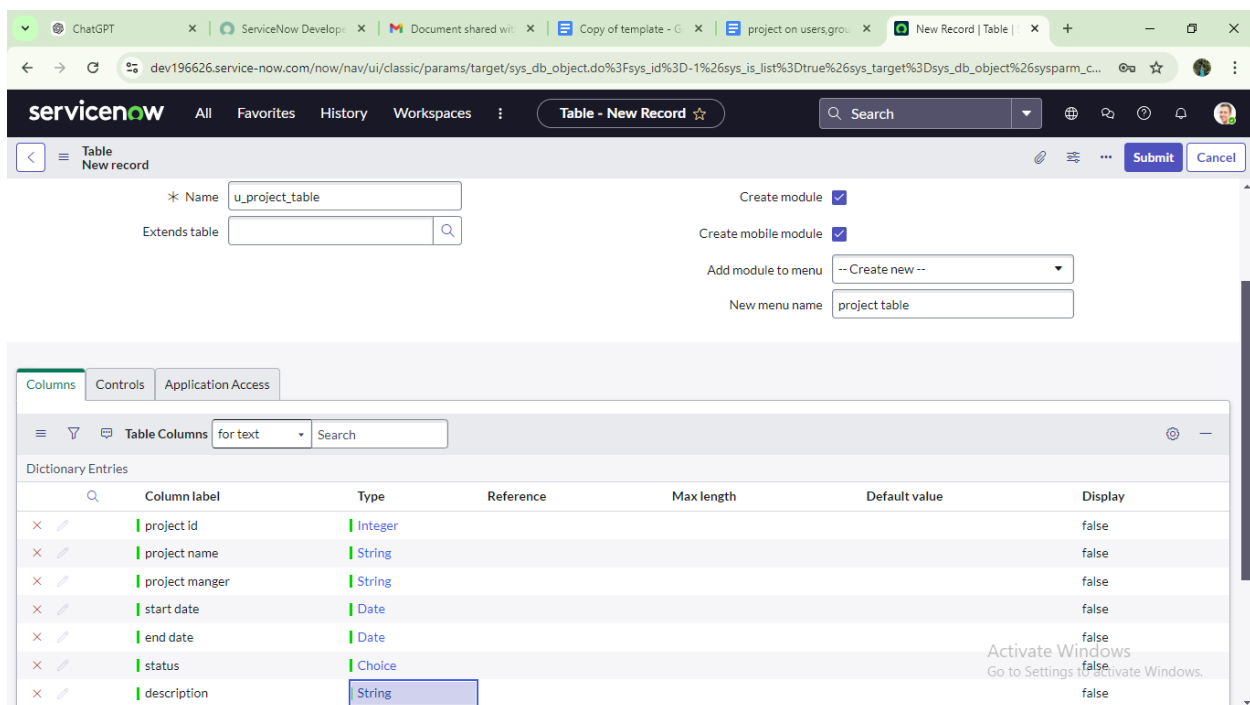 ChatGPT
ServiceNow Develope
Document shared wit
Copy of template - G
project on users,grou
New Record | Table | S
dev196626.service-now.com/now/nav/ui/classic/params/target/sys_db_object.do%3Fsys_id%3D-1%26sys_is_list%3Dtrue%26sys_target%3Dsys_db_object%26sysparm_c...
servicenow All Favorites History Workspaces Table - New Record Search
Table
New record
Submit Cancel
Name u_project_table Create module
Extends table Create mobile module
Add module to menu -- Create new --
New menu name project table
Columns Controls Application Access
Table Columns for text Search
Dictionary Entries
Column label Type Reference Max length Default value Display
project id Integer false
project name String false
project manger String false
start date Date false
end date Date false
status Choice false
description String false
Activate Windows
Go to Settings to activate Windows.